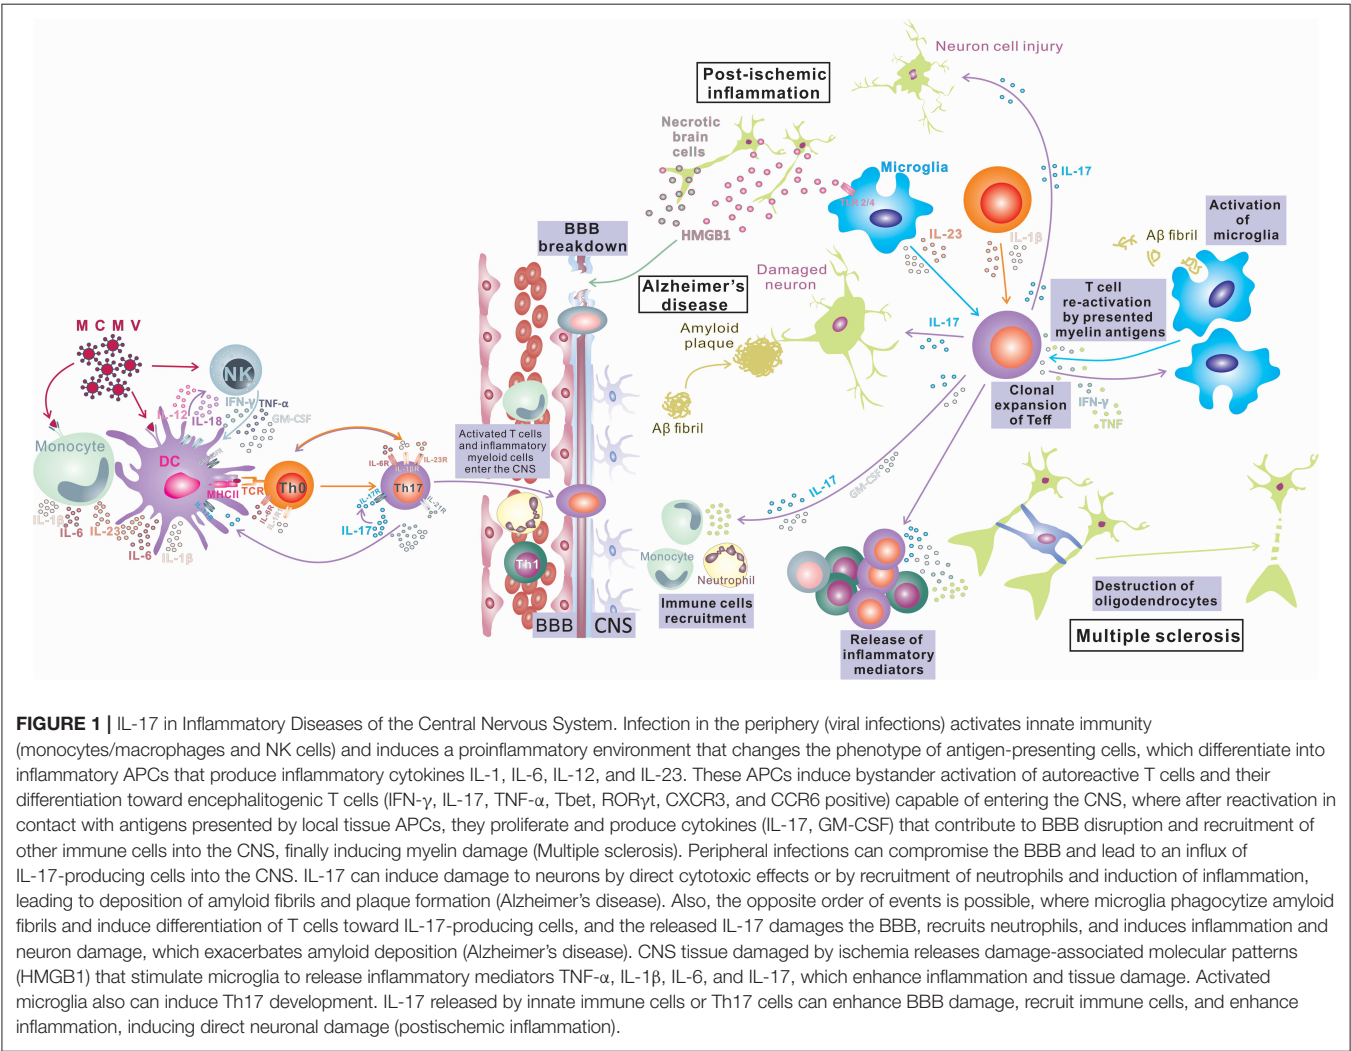 Neuron cell injury
Post-ischemic
inflammation
Necrotic
brain
cells
Microglia
TLR 2/4
IL-17
HMGB1
IL-23
IL-1β
Activation
of
microglia
Aβ fibril
BBB
breakdown
Alzheimer's
disease
Damaged
neuron
Amyloid
plaque
Aβ fibril
IL-17
T cell
re-activation
by presented
myelin antigens
Clonal
expansion
of Teff
IFN-γ
TNF
M C M V
NK
IFN-γ
TNF-α
GM-CSF
IL-12
IL-18
Monocyte
DC
MHCII
TCR
Th0
IL-6R
IL-1R
IL-1β
IL-6
IL-23
IL-6
IL-1β
IL-6R
IL-1βR
IL-23R
Th17
IL-17R
IL-21R
IL-17
Activated T cells
and inflammatory
myeloid cells
enter the CNS
Th1
BBB
CNS
IL-17
GM-CSF
Monocyte
Neutrophil
Immune cells
recruitment
Release of
inflammatory
mediators
Destruction of
oligodendrocytes
Multiple sclerosis
FIGURE 1 | IL-17 in Inflammatory Diseases of the Central Nervous System. Infection in the periphery (viral infections) activates innate immunity
(monocytes/macrophages and NK cells) and induces a proinflammatory environment that changes the phenotype of antigen-presenting cells, which differentiate into
inflammatory APCs that produce inflammatory cytokines IL-1, IL-6, IL-12, and IL-23. These APCs induce bystander activation of autoreactive T cells and their
differentiation toward encephalitogenic T cells (IFN-γ, IL-17, TNF-α, Tbet, RORγt, CXCR3, and CCR6 positive) capable of entering the CNS, where after reactivation in
contact with antigens presented by local tissue APCs, they proliferate and produce cytokines (IL-17, GM-CSF) that contribute to BBB disruption and recruitment of
other immune cells into the CNS, finally inducing myelin damage (Multiple sclerosis). Peripheral infections can compromise the BBB and lead to an influx of
IL-17-producing cells into the CNS. IL-17 can induce damage to neurons by direct cytotoxic effects or by recruitment of neutrophils and induction of inflammation,
leading to deposition of amyloid fibrils and plaque formation (Alzheimer's disease). Also, the opposite order of events is possible, where microglia phagocytize amyloid
fibrils and induce differentiation of T cells toward IL-17-producing cells, and the released IL-17 damages the BBB, recruits neutrophils, and induces inflammation and
neuron damage, which exacerbates amyloid deposition (Alzheimer's disease). CNS tissue damaged by ischemia releases damage-associated molecular patterns
(HMGB1) that stimulate microglia to release inflammatory mediators TNF-α, IL-1β, IL-6, and IL-17, which enhance inflammation and tissue damage. Activated
microglia also can induce Th17 development. IL-17 released by innate immune cells or Th17 cells can enhance BBB damage, recruit immune cells, and enhance
inflammation, inducing direct neuronal damage (postischemic inflammation).